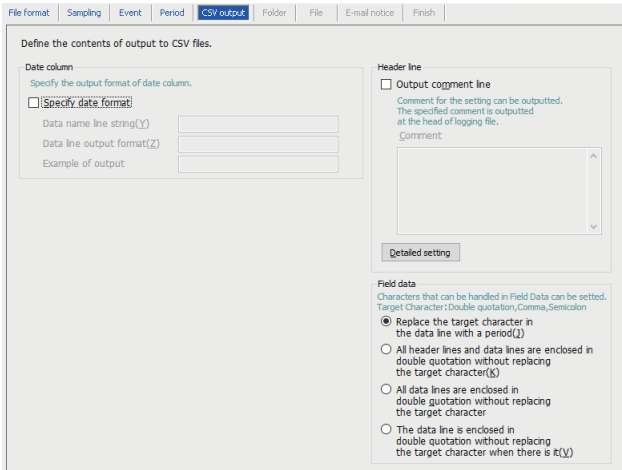 File format Sampling Event Period CSV output Folder File E-mail notice Finish
Define the contents of output to CSV files.
Date column
Specify the output format of date column.
Specify date format
Data name line string(Y)
Data line output format(Z)
Example of output
Header line
Output comment line
Comment for the setting can be outputted.
The specified comment is outputted
at the head of logging file.
Comment
Detailed setting
Field data
Characters that can be handled in Field Data can be setted.
Target Character:Double quotation,Comma,Semicolon
Replace the target character in
the data line with a period(J)
All header lines and data lines are enclosed in
double quotation without replacing
the target character(K)
All data lines are enclosed in
double quotation without replacing
the target character
The data line is enclosed in
double quotation without replacing
the target character when there is it(V)